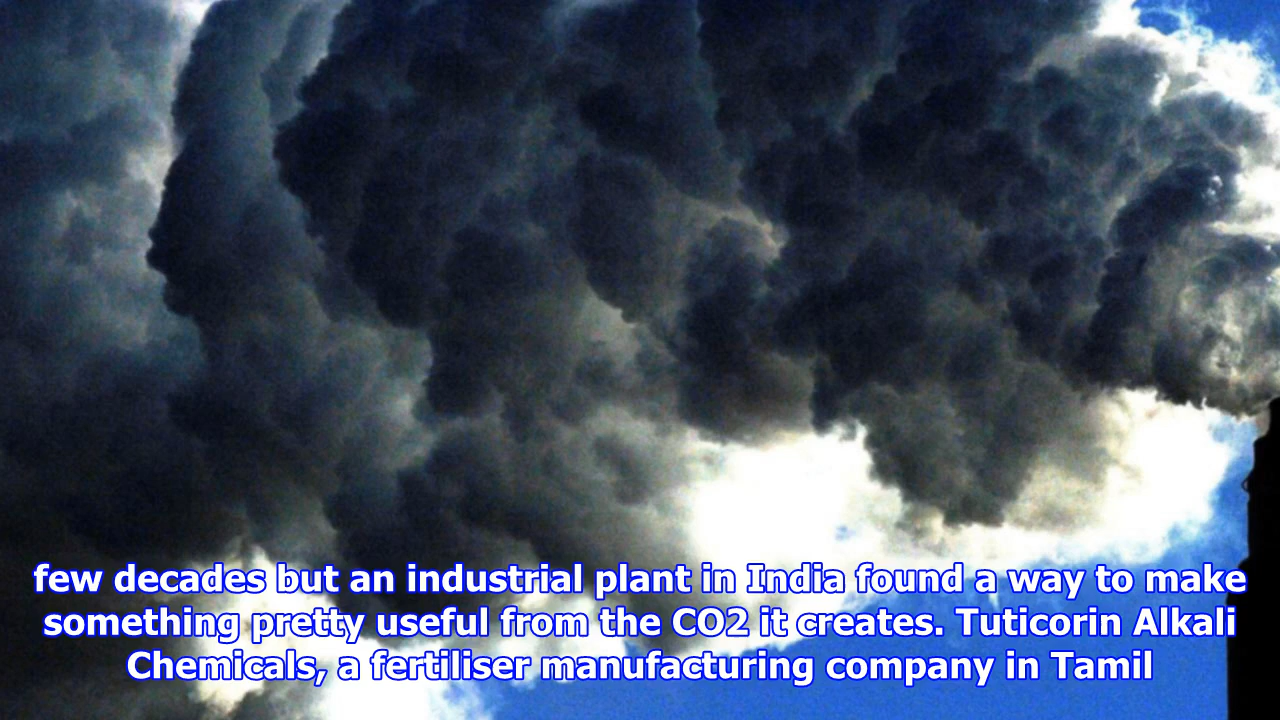 few decades but an industrial plant in India found a way to make
something pretty useful from the CO2 it creates. Tuticorin Alkali
Chemicals, a fertiliser manufacturing company in Tamil